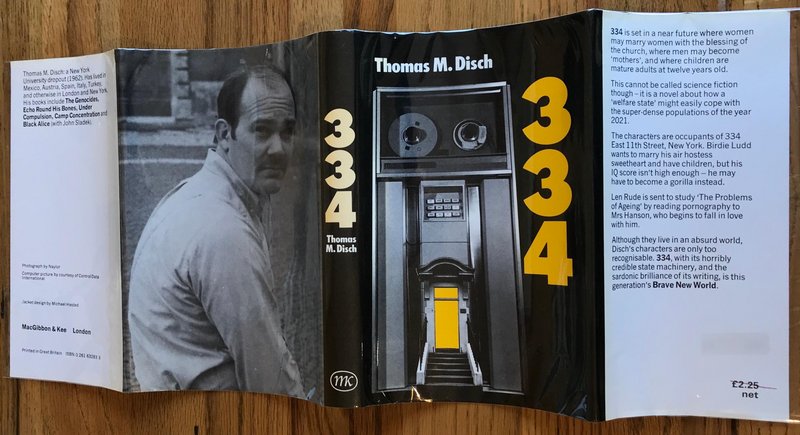 Thomas M. Disch: a New York
University dropout (1962). Has lived in
Mexico, Austria, Spain, Italy, Turkey
and otherwise in London and New York.
His books include The Genocides,
Echo Round His Bones, Under
Compulsion, Camp Concentration and
Black Alice (with John Sladek).
Photograph by Naylor
Computer picture by courtesy of Control Data
International
Jacket design by Michael Hasted
MacGibbon & Kee London
Printed in Great Britain ISBN: 0 261 63283 3
334
Thomas
M. Disch
MK
Thomas M. Disch
334
334 is set in a near future where women
may marry women with the blessing of
the church, where men may become
'mothers', and where children are
mature adults at twelve years old.
This cannot be called science fiction
though – it is a novel about how a
'welfare state' might easily cope with
the super-dense populations of the year
2021.
The characters are occupants of 334
East 11th Street, New York. Birdie Ludd
wants to marry his air hostess
sweetheart and have children, but his
IQ score isn't high enough – he may
have to become a gorilla instead.
Len Rude is sent to study 'The Problems
of Ageing' by reading pornography to
Mrs Hanson, who begins to fall in love
with him.
Although they live in an absurd world,
Disch's characters are only too
recognisable. 334, with its horribly
credible state machinery, and the
sardonic brilliance of its writing, is this
generation's Brave New World.
£2.25
net